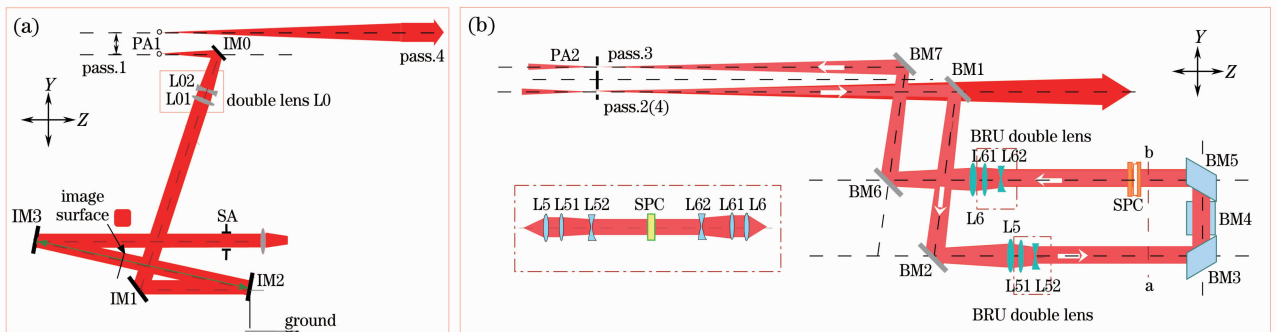 (a)
PA1
IM0
pass.1
pass.4
L02
L01
double lens L0
Y
Z
image
surface
IM3
SA
IM1
IM2
ground
(b)
PA2
pass.3
BM7
BM1
Y
Z
pass.2(4)
BRU double lens
L61 L62
b
BM5
BM6
L6
SPC
BM4
L5 L51 L52 SPC L62 L61 L6
L5
BM2
L51 L52
a
BM3
BRU double lens